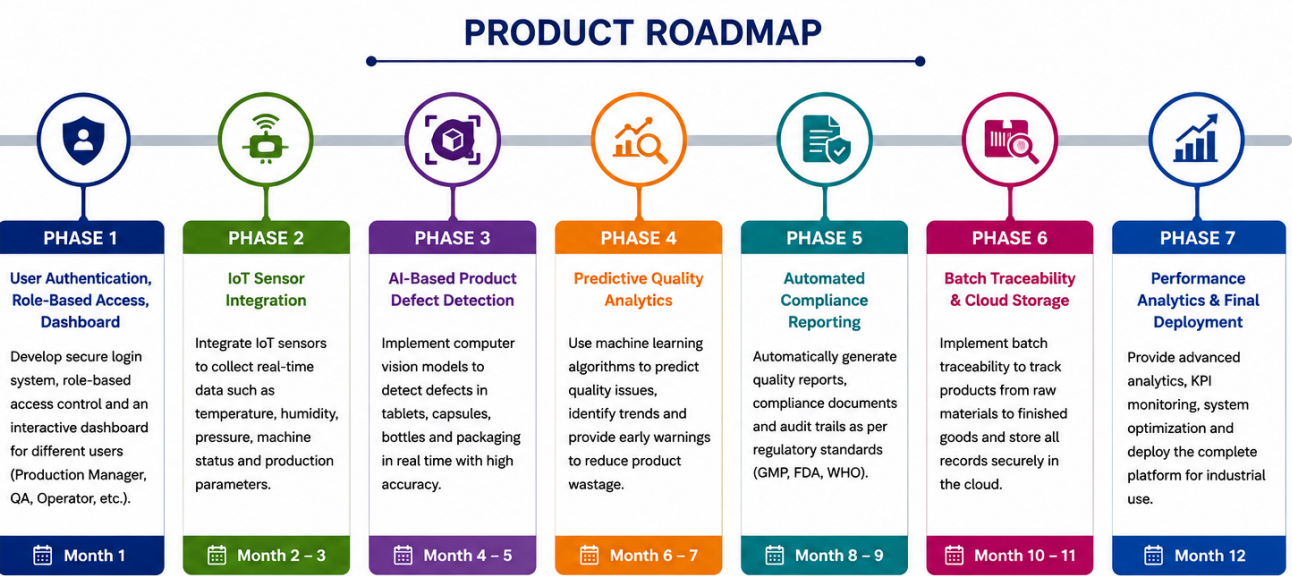 PRODUCT ROADMAP
PHASE 1
User Authentication,
Role-Based Access,
Dashboard
Develop secure login
system, role-based
access control and an
interactive dashboard
for different users
(Production Manager,
QA, Operator, etc.).
Month 1
PHASE 2
IoT Sensor
Integration
Integrate IoT sensors
to collect real-time
data such as
temperature, humidity,
pressure, machine
status and production
parameters.
Month 2 – 3
PHASE 3
AI-Based Product
Defect Detection
Implement computer
vision models to
detect defects in
tablets, capsules,
bottles and packaging
in real time with high
accuracy.
Month 4 – 5
PHASE 4
Predictive Quality
Analytics
Use machine learning
algorithms to predict
quality issues,
identify trends and
provide early warnings
to reduce product
wastage.
Month 6 – 7
PHASE 5
Automated
Compliance
Reporting
Automatically generate
quality reports,
compliance documents
and audit trails as per
regulatory standards
(GMP, FDA, WHO).
Month 8 – 9
PHASE 6
Batch Traceability
& Cloud Storage
Implement batch
traceability to track
products from raw
materials to finished
goods and store all
records securely in
the cloud.
Month 10 – 11
PHASE 7
Performance
Analytics & Final
Deployment
Provide advanced
analytics, KPI
monitoring, system
optimization and
deploy the complete
platform for industrial
use.
Month 12